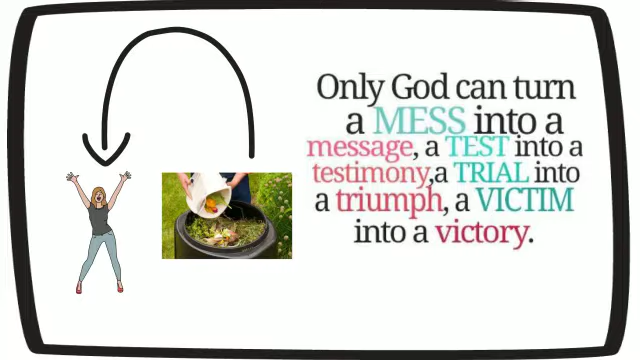 Only God can turn
a MESS into a
message, a TEST into a
testimony,a TRIAL into
a triumph, a VICTIM
into a victory.